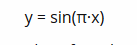 y = sin(π·x)